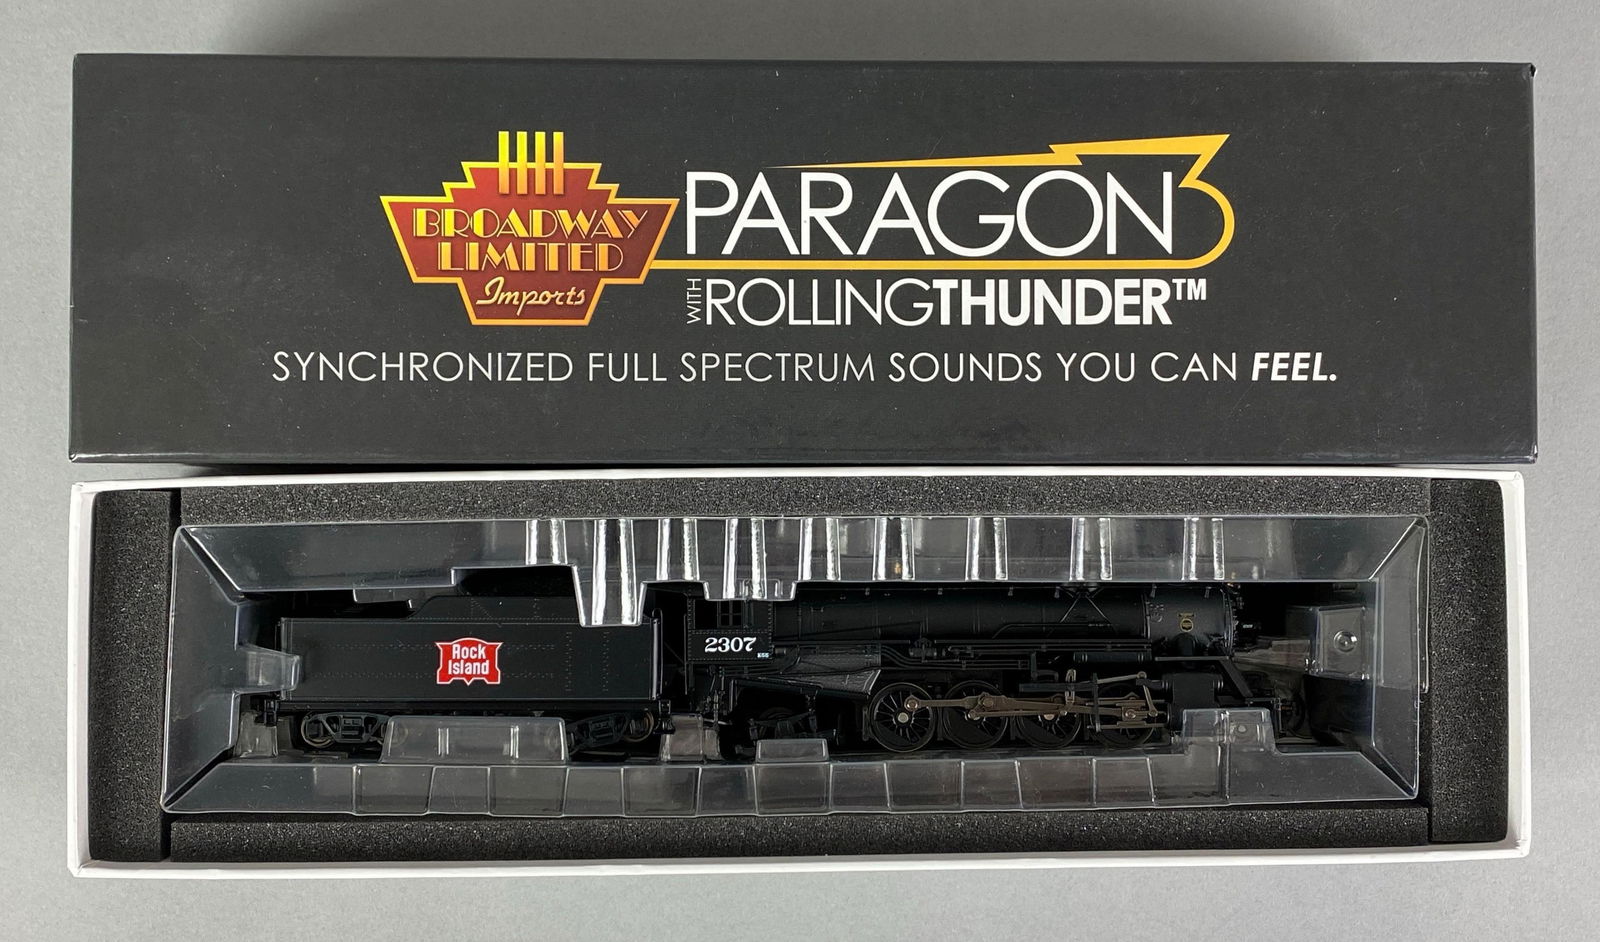 BROADWAY
LIMITED
Imports
PARAGON3
WITH ROLLINGTHUNDER™
SYNCHRONIZED FULL SPECTRUM SOUNDS YOU CAN FEEL.
Rock
Island
2307